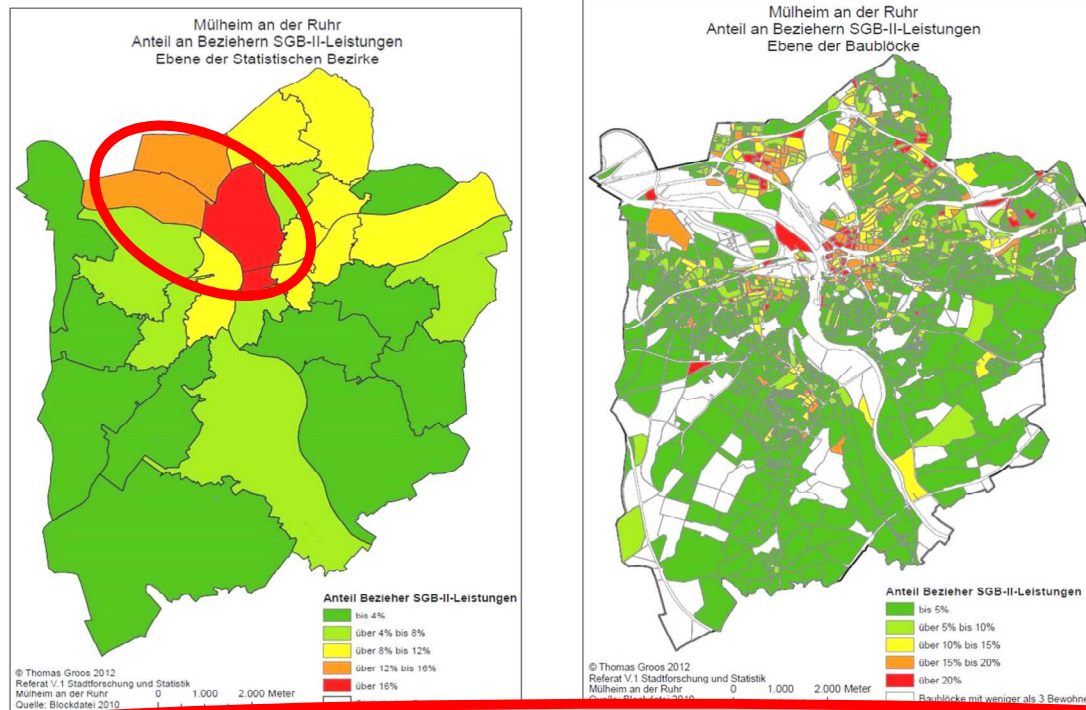 Mülheim an der Ruhr
Anteil an Beziehern SGB-II-Leistungen
Ebene der Statistischen Bezirke
Anteil Bezieher SGB-II-Leistungen
bis 4%
über 4% bis 8%
über 8% bis 12%
über 12% bis 16%
über 16%
© Thomas Groos 2012
Referat V.1 Stadtforschung und Statistik
Mülheim an der Ruhr
Quelle: Blockdatei 2010
0 1.000 2.000 Meter
Mülheim an der Ruhr
Anteil an Beziehern SGB-II-Leistungen
Ebene der Baublöcke
Anteil Bezieher SGB-II-Leistungen
bis 5%
über 5% bis 10%
über 10% bis 15%
über 15% bis 20%
über 20%
Baublöcke mit weniger als 3 Bewohne
© Thomas Groos 2012
Referat V.1 Stadtforschung und Statistik
Mülheim an der Ruhr
Quelle: Blockdatei 2010
0 1.000 2.000 Meter